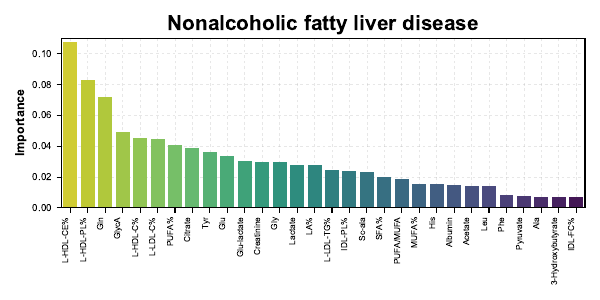 Nonalcoholic fatty liver disease
Importance
0.10
0.08
0.06
0.04
0.02
0.00
L-HDL-CE%
L-HDL-PL%
Gln
GlycA
L-HDL-C%
L-LDL-C%
PUFA%
Citrate
Tyr
Glu
Glu-lactate
Creatinine
Gly
Lactate
LA%
L-LDL-TG%
IDL-PL%
Sc-ala
SFA%
PUFA/MUFA
MUFA%
His
Albumin
Acetate
Leu
Phe
Pyruvate
Ala
3-Hydroxybutyrate
IDL-FC%